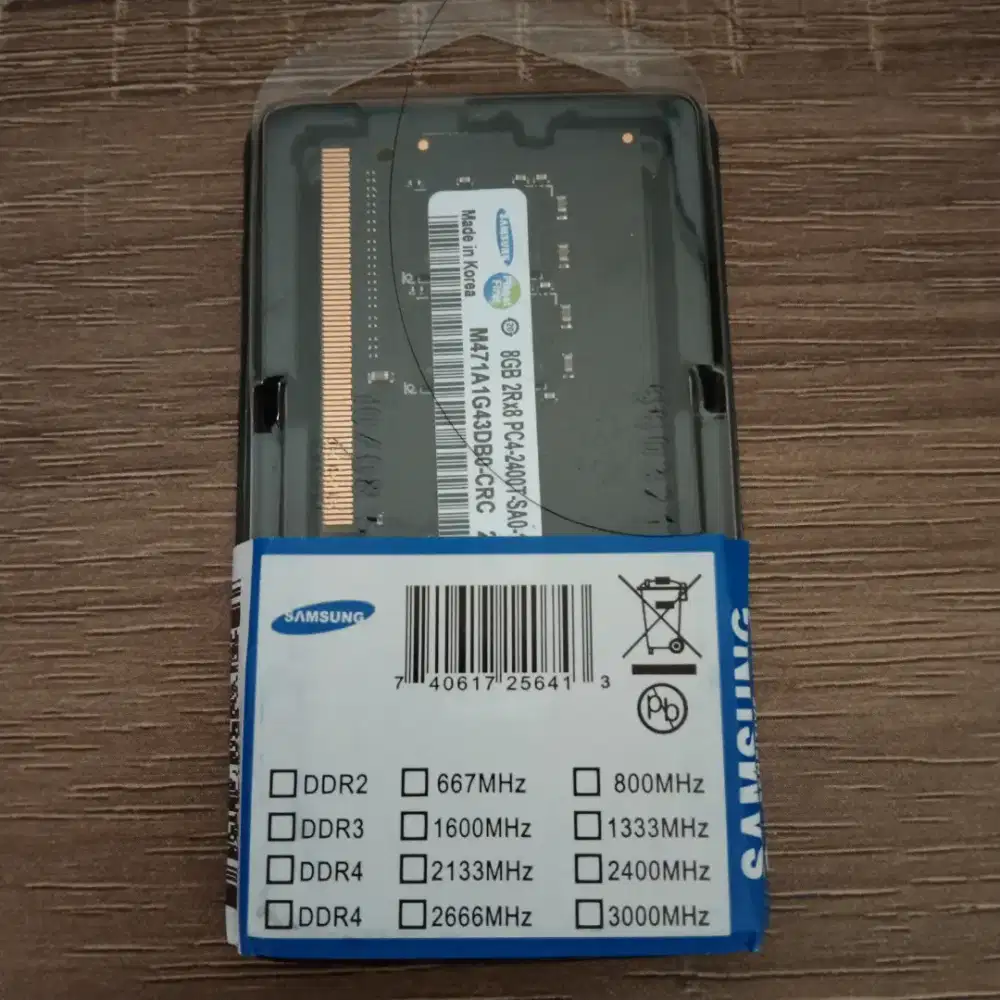 SAMSUNG
Made in Korea
8GB 2Rx8 PC4-2400T-SA0-
M471A1G43DB0-CRC
SAMSUNG
7 40617 25641 3
Pb
DDR2 667MHz 800MHz
DDR3 1600MHz 1333MHz
DDR4 2133MHz 2400MHz
DDR4 2666MHz 3000MHz
SAMSUNG